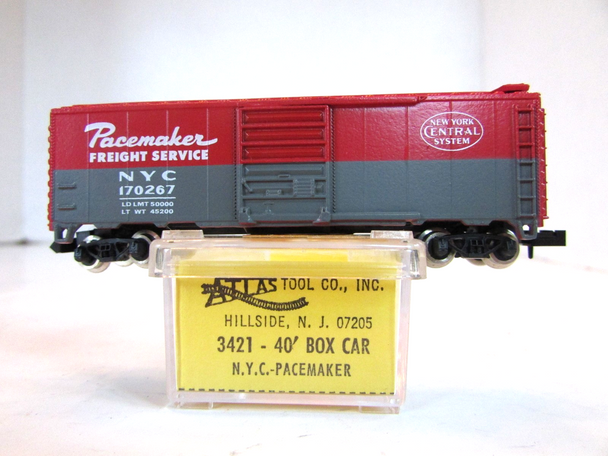 Pacemaker
FREIGHT SERVICE
NYC
170267
LD LMT 50000
LT WT 45200
NEW YORK
CENTRAL
SYSTEM
ATLAS TOOL CO., INC.
HILLSIDE, N. J. 07205
3421 - 40' BOX CAR
N.Y.C.-PACEMAKER